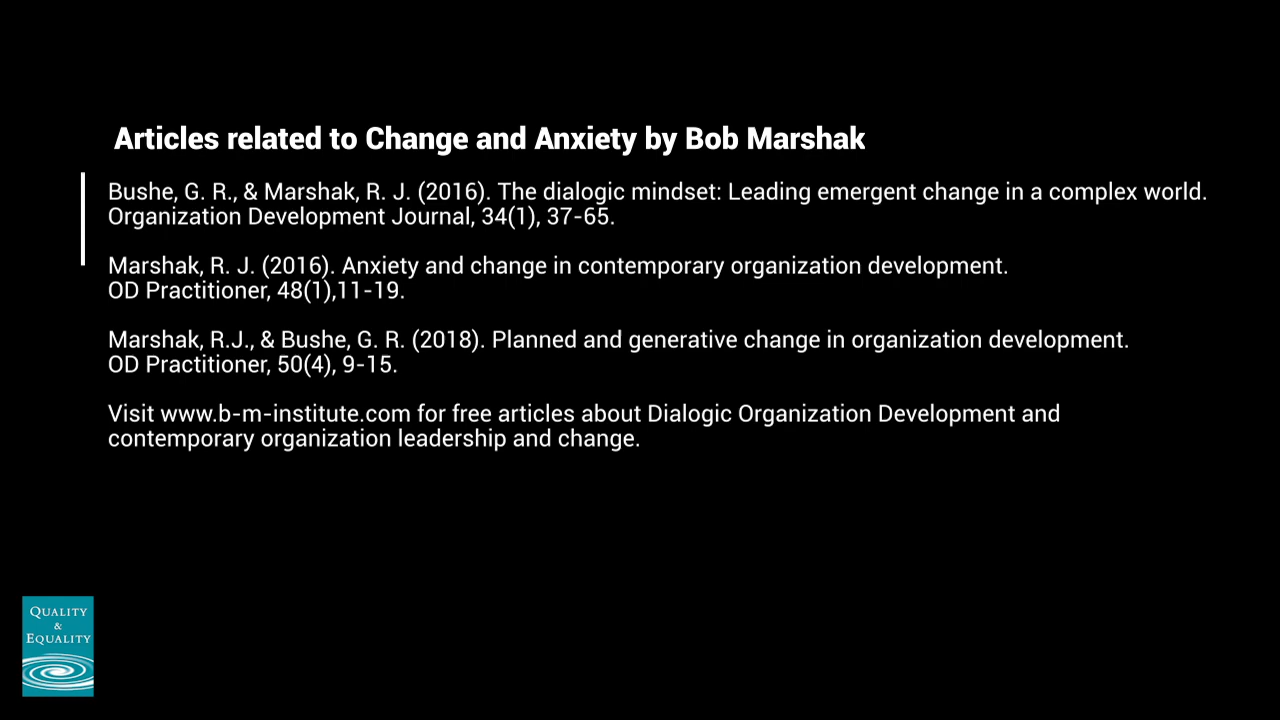 Articles related to Change and Anxiety by Bob Marshak
Bushe, G. R., & Marshak, R. J. (2016). The dialogic mindset: Leading emergent change in a complex world.
Organization Development Journal, 34(1), 37-65.
Marshak, R. J. (2016). Anxiety and change in contemporary organization development.
OD Practitioner, 48(1),11-19.
Marshak, R.J., & Bushe, G. R. (2018). Planned and generative change in organization development.
OD Practitioner, 50(4), 9-15.
Visit www.b-m-institute.com for free articles about Dialogic Organization Development and
contemporary organization leadership and change.
QUALITY
&
EQUALITY